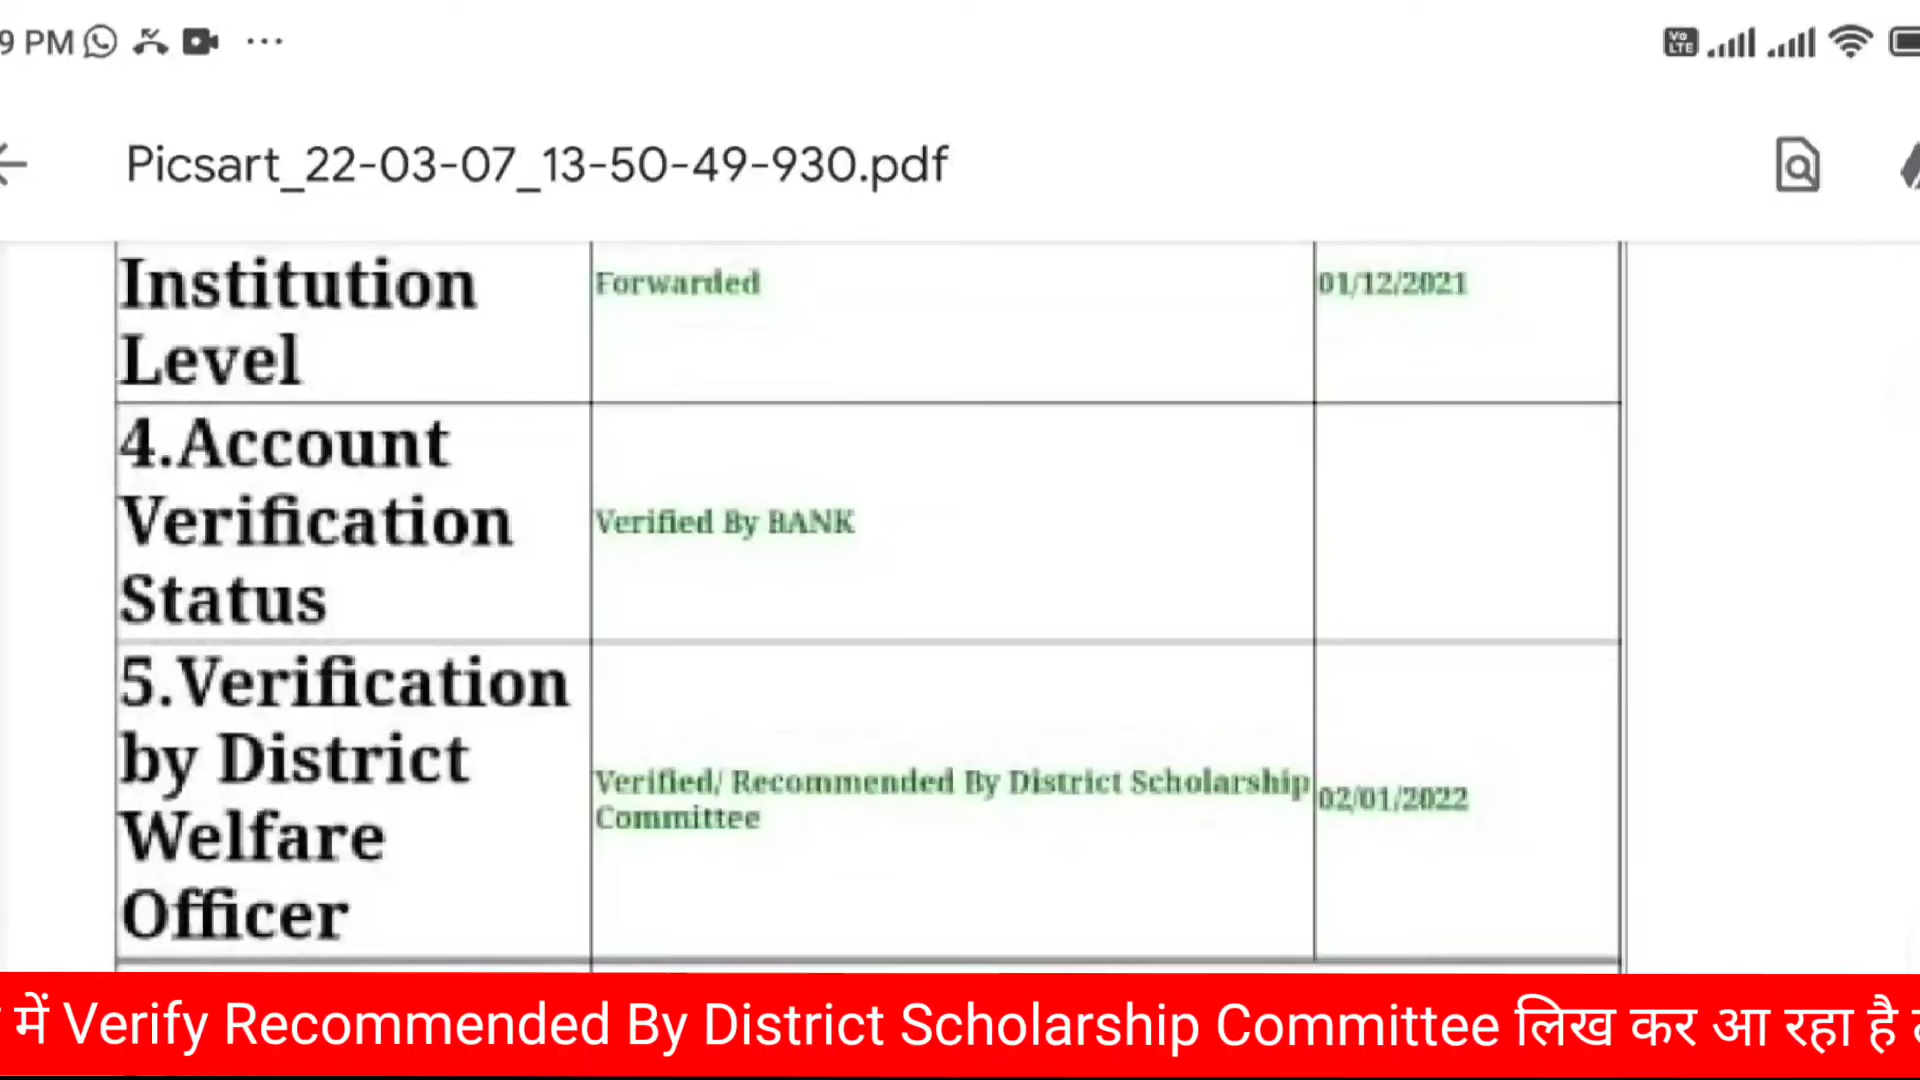 9 PM
Picsart_22-03-07_13-50-49-930.pdf
Institution Level
Forwarded
01/12/2021
4.Account Verification Status
Verified By BANK
5.Verification by District Welfare Officer
Verified/ Recommended By District Scholarship Committee
02/01/2022
में Verify Recommended By District Scholarship Committee लिख कर आ रहा है